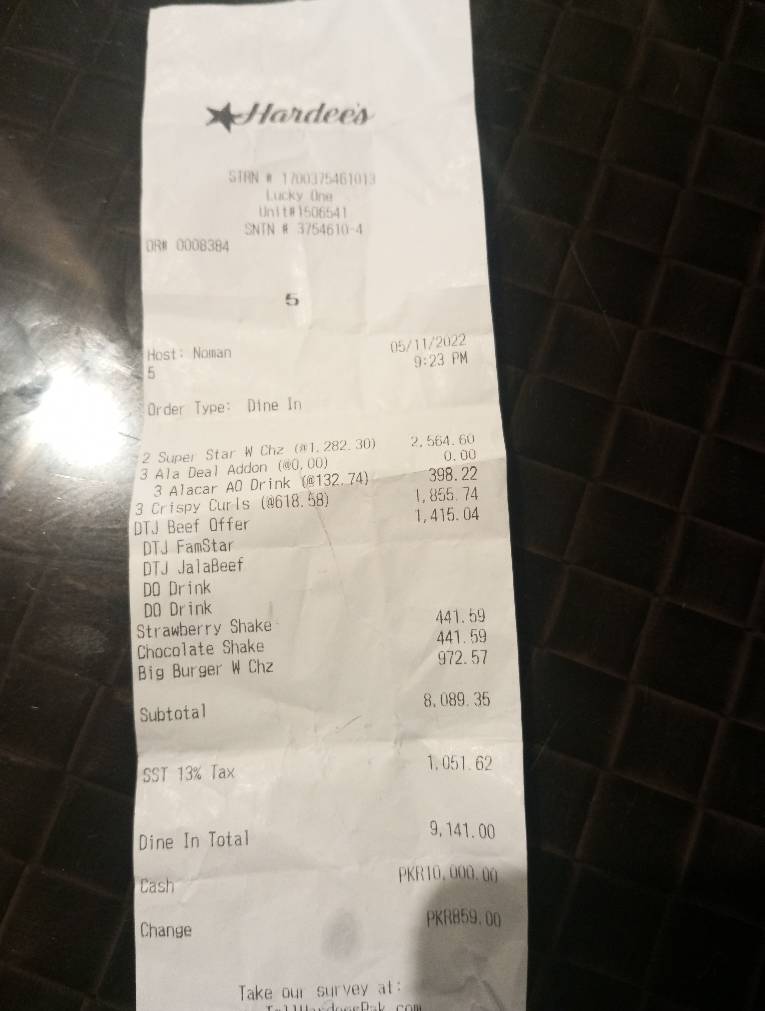 Hardee's
STRN # 1700375461013
Lucky One
Unit#1506541
SNTN # 3754610-4
OR# 0008384
5
Host: Noman 05/11/2022
5 9:23 PM
Order Type: Dine In
2 Super Star W Chz (@1,282.30) 2,564.60
3 Ala Deal Addon (@0.00) 0.00
3 Alacar AO Drink (@132.74) 398.22
3 Crispy Curls (@618.58) 1,855.74
DTJ Beef Offer 1,415.04
DTJ FamStar
DTJ JalaBeef
DO Drink
DO Drink
Strawberry Shake 441.59
Chocolate Shake 441.59
Big Burger W Chz 972.57
Subtotal 8,089.35
SST 13% Tax 1,051.62
Dine In Total 9,141.00
Cash PKR10,000.00
Change PKR859.00
Take our survey at:
TellHardeesPak.com